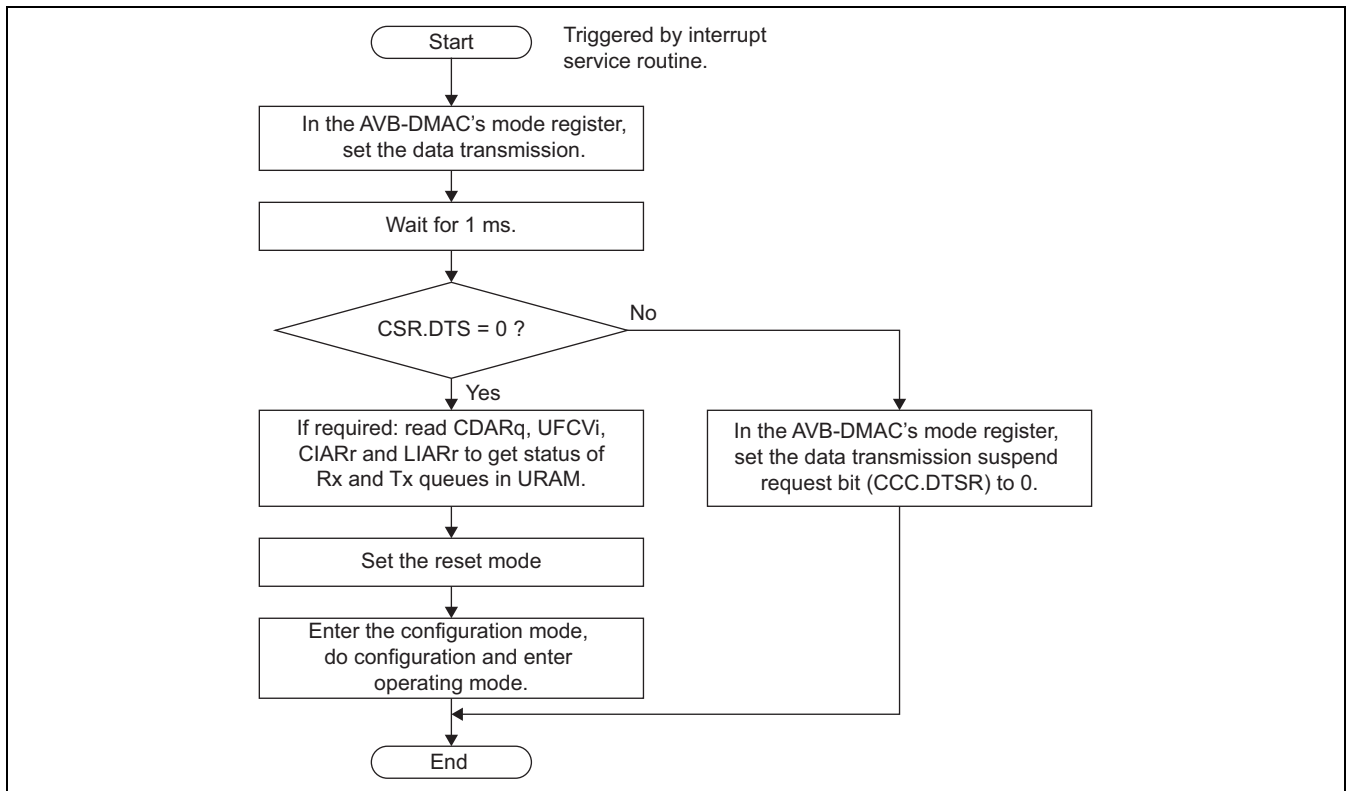 Start
Triggered by interrupt
service routine.
In the AVB-DMAC's mode register,
set the data transmission.
Wait for 1 ms.
CSR.DTS = 0 ?
No
Yes
If required: read CDARq, UFCVi,
CIARr and LIARr to get status of
Rx and Tx queues in URAM.
In the AVB-DMAC's mode register,
set the data transmission suspend
request bit (CCC.DTSR) to 0.
Set the reset mode
Enter the configuration mode,
do configuration and enter
operating mode.
End